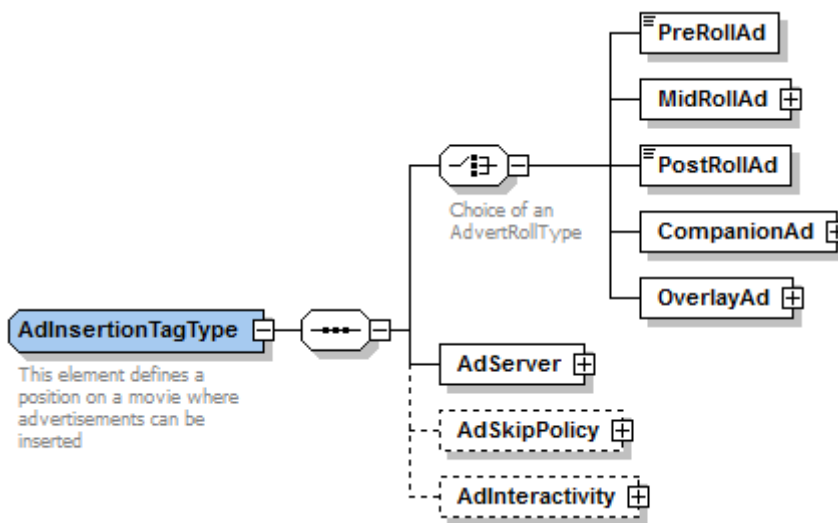 PreRollAd
MidRollAd
PostRollAd
Choice of an
AdvertRollType
CompanionAd
OverlayAd
AdInsertionTagType
This element defines a
position on a movie where
advertisements can be
inserted
AdServer
AdSkipPolicy
AdInteractivity